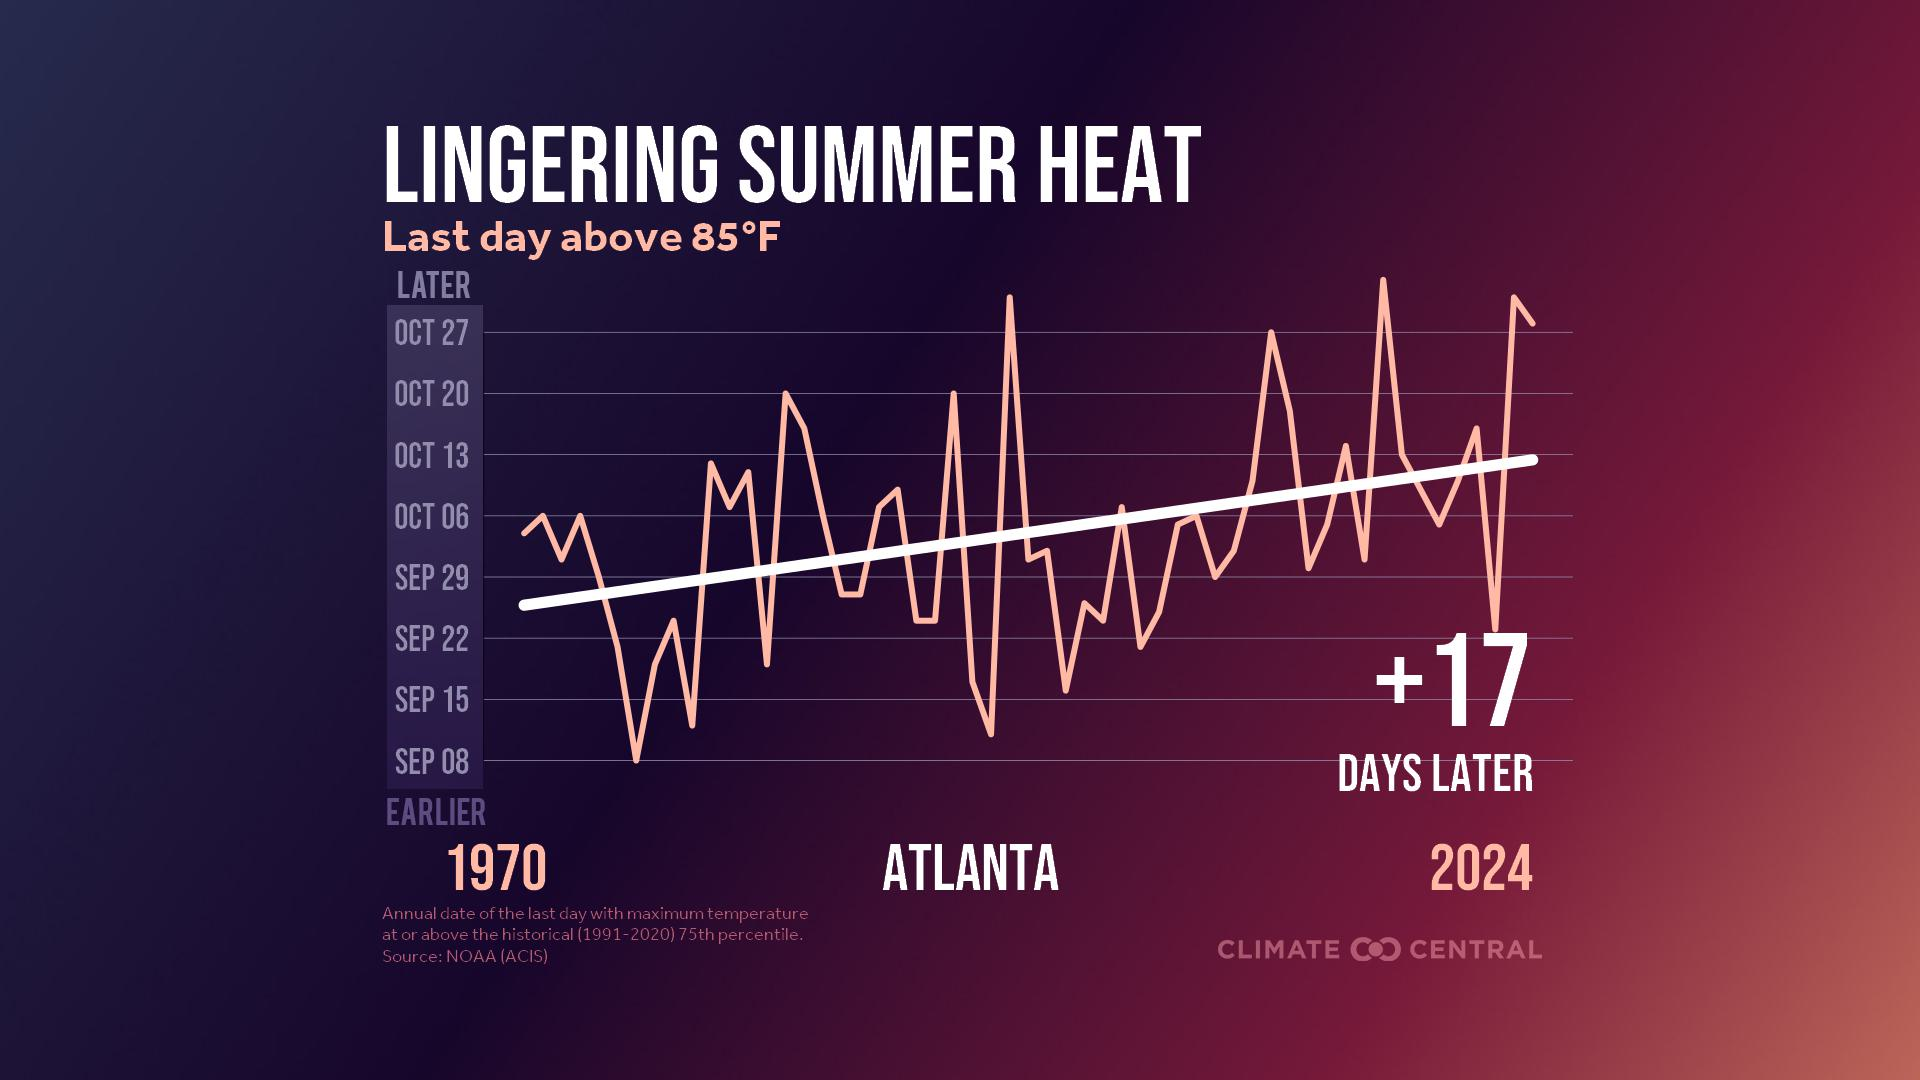 LINGERING SUMMER HEAT
Last day above 85°F
LATER
OCT 27
OCT 20
OCT 13
OCT 06
SEP 29
SEP 22
SEP 15
SEP 08
EARLIER
+17
DAYS LATER
1970
ATLANTA
2024
Annual date of the last day with maximum temperature
at or above the historical (1991-2020) 75th percentile.
Source: NOAA (ACIS)
CLIMATE CENTRAL